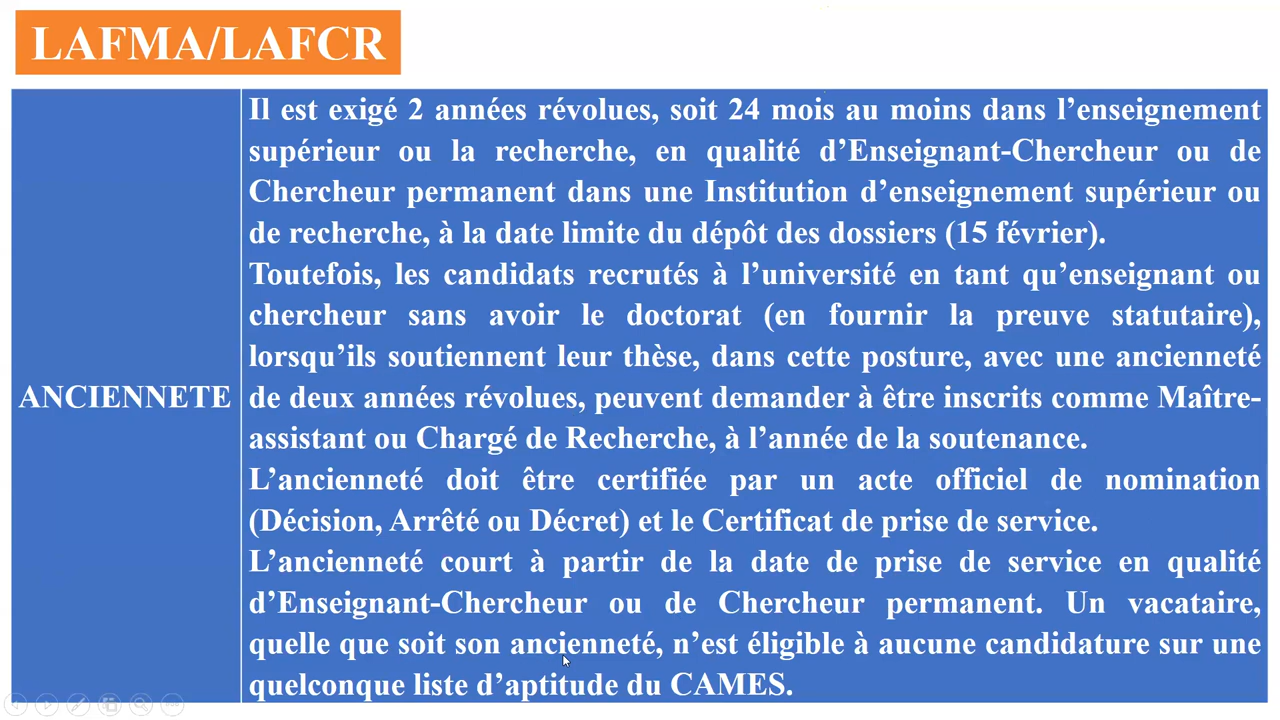 LAFMA/LAFCR
ANCIENNETE
Il est exigé 2 années révolues, soit 24 mois au moins dans l’enseignement
supérieur ou la recherche, en qualité d’Enseignant-Chercheur ou de
Chercheur permanent dans une Institution d’enseignement supérieur ou
de recherche, à la date limite du dépôt des dossiers (15 février).
Toutefois, les candidats recrutés à l’université en tant qu’enseignant ou
chercheur sans avoir le doctorat (en fournir la preuve statutaire),
lorsqu’ils soutiennent leur thèse, dans cette posture, avec une ancienneté
de deux années révolues, peuvent demander à être inscrits comme Maître-
assistant ou Chargé de Recherche, à l’année de la soutenance.
L’ancienneté doit être certifiée par un acte officiel de nomination
(Décision, Arrêté ou Décret) et le Certificat de prise de service.
L’ancienneté court à partir de la date de prise de service en qualité
d’Enseignant-Chercheur ou de Chercheur permanent. Un vacataire,
quelle que soit son ancienneté, n’est éligible à aucune candidature sur une
quelconque liste d’aptitude du CAMES.